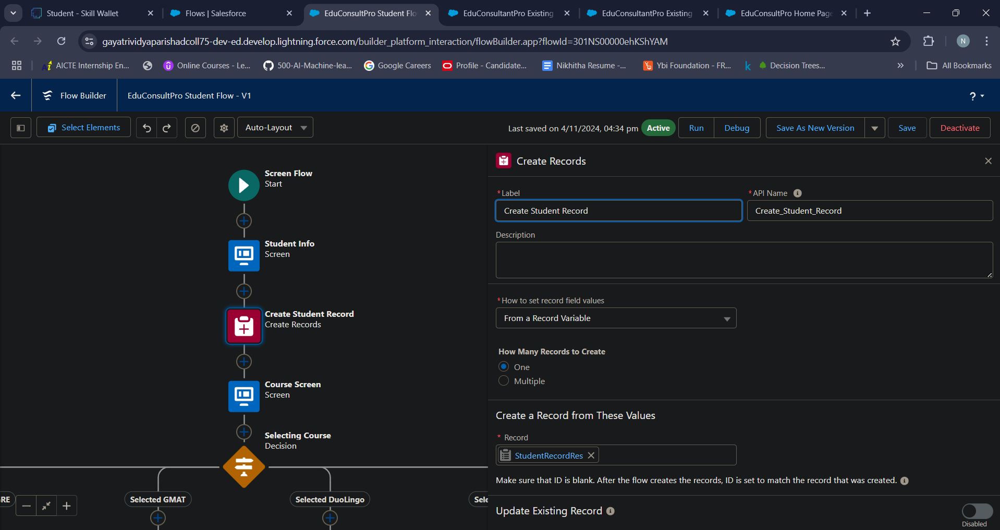 Student - Skill Wallet
Flows | Salesforce
EduConsultPro Student Flo
EduConsultantPro Existing
EduConsultantPro Existing
EduConsultPro Home Page
gayatrividyaparishadcoll75-dev-ed.develop.lightning.force.com/builder_platform_interaction/flowBuilder.app?flowId=301NS00000ehKShYAM
N
AICTE Internship En...
Online Courses - Le...
500-AI-Machine-lea...
Google Careers
Profile - Candidate...
Nikhitha Resume -...
Ybi Foundation - FR...
k
Decision Trees...
All Bookmarks
Flow Builder
EduConsultPro Student Flow - V1
?
Select Elements
Auto-Layout
Last saved on 4/11/2024, 04:34 pm
Active
Run
Debug
Save As New Version
Save
Deactivate
Screen Flow
Start
Student Info
Screen
Create Student Record
Create Records
Course Screen
Screen
Selecting Course
Decision
RE
Selected GMAT
Selected DuoLingo
Sele
Create Records
*Label
*API Name
Create Student Record
Create_Student_Record
Description
*How to set record field values
From a Record Variable
How Many Records to Create
One
Multiple
Create a Record from These Values
* Record
StudentRecordRes
Make sure that ID is blank. After the flow creates the records, ID is set to match the record that was created.
Update Existing Record
Disabled